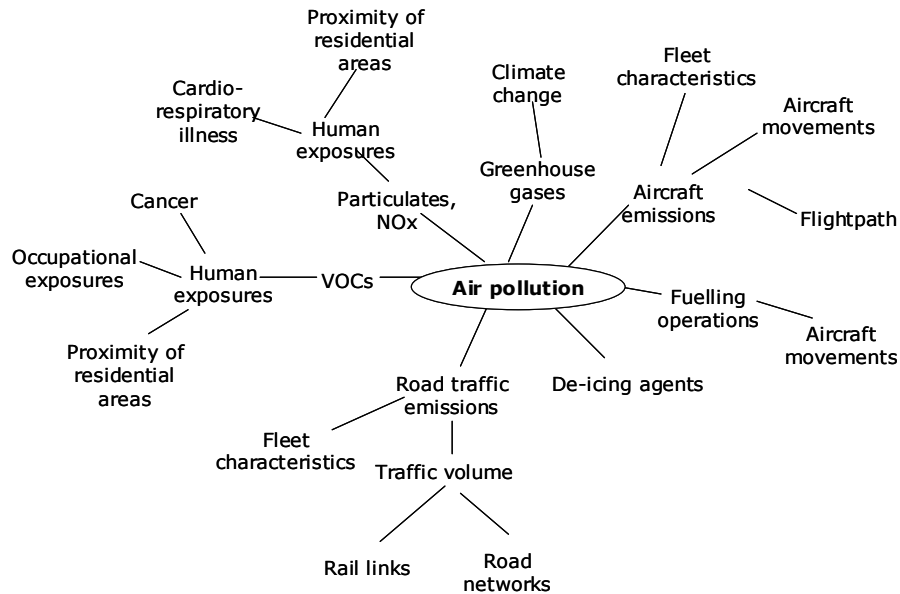 Proximity of
residential
areas
Cardio-
respiratory
illness
Human
exposures
Particulates,
NOx
Climate
change
Greenhouse
gases
Fleet
characteristics
Aircraft
movements
Aircraft
emissions
Flightpath
Cancer
Occupational
exposures
Human
exposures
Proximity of
residential
areas
VOCs
Air pollution
Fuelling
operations
Aircraft
movements
Road traffic
emissions
De-icing agents
Fleet
characteristics
Traffic volume
Rail links
Road
networks